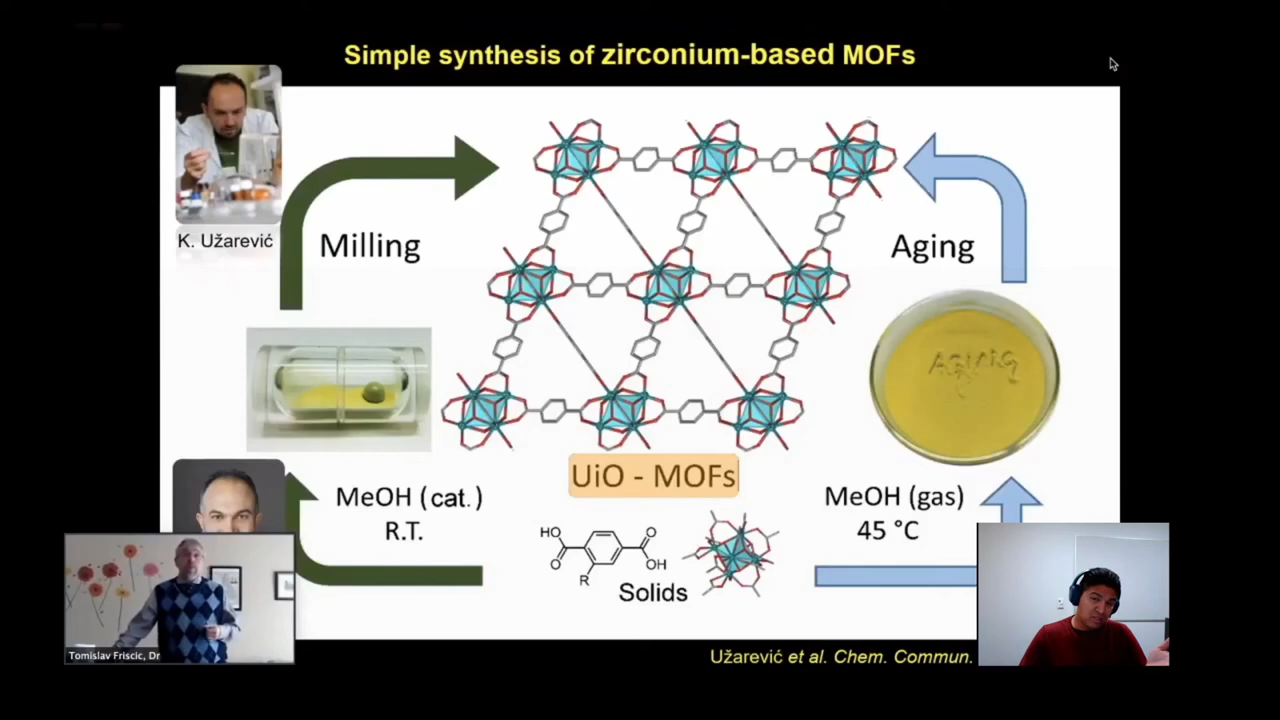 Simple synthesis of zirconium-based MOFs
K. Užarević
Milling
Aging
AGING
UiO - MOFs
MeOH (cat.)
R.T.
MeOH (gas)
45 °C
HO
O
O
OH
R
Solids
Tomislav Friscic, Dr
Užarević et al. Chem. Commun.